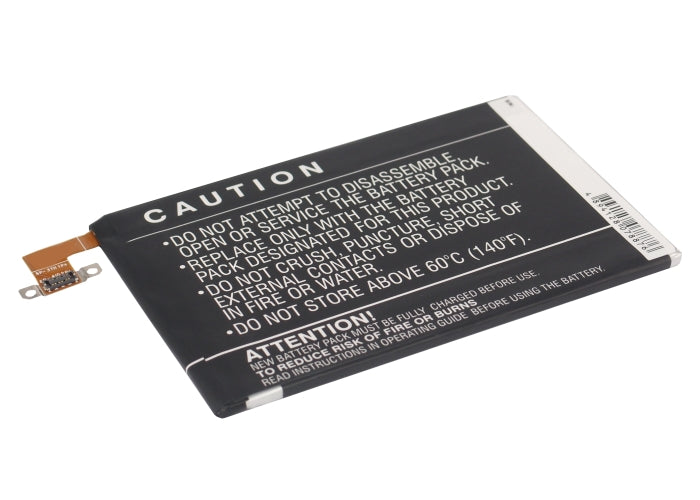 CAUTION
•DO NOT ATTEMPT TO DISASSEMBLE
OPEN OR SERVICE THE BATTERY PACK.
•REPLACE ONLY WITH THE BATTERY
PACK DESIGNATED FOR THIS PRODUCT.
•DO NOT CRUSH, PUNCTURE, SHORT
EXTERNAL CONTACTS OR DISPOSE OF
IN FIRE OR WATER.
•DO NOT STORE ABOVE 60°C (140°F).
ATTENTION!
NEW BATTERY PACK MUST BE FULLY CHARGED BEFORE USE.
TO REDUCE RISK OF FIRE OR BURNS
READ INSTRUCTIONS IN OPERATING GUIDE BEFORE USING